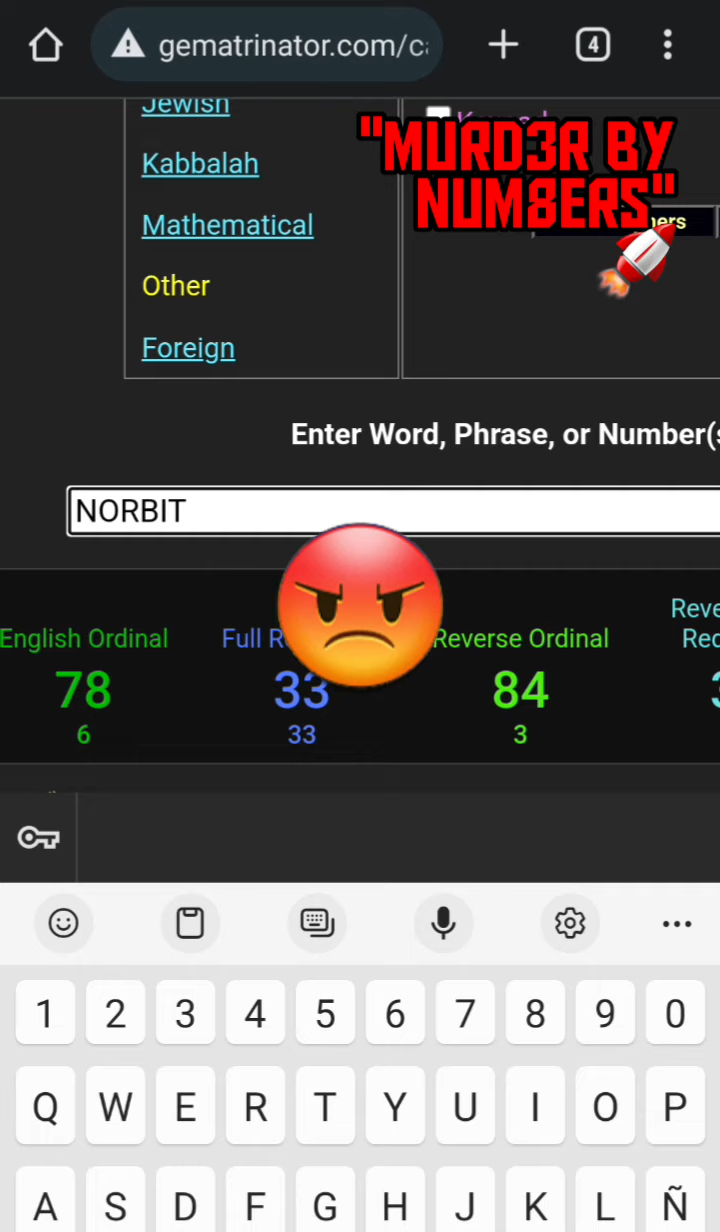 gematrinator.com/ca
4
Jewish
"MURD3R BY
NUM8ERS"
Kabbalah
Mathematical
Other
Foreign
Enter Word, Phrase, or Number(s
NORBIT
English Ordinal
Full R
Reverse Ordinal
Reve
Red
78
33
84
6
33
3
1 2 3 4 5 6 7 8 9 0
Q W E R T Y U I O P
A S D F G H J K L Ñ